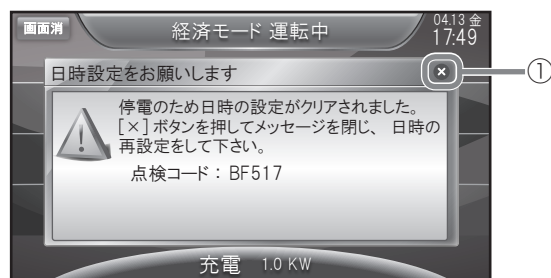 画面消
経済モード 運転中
04.13 金
17:49
日時設定をお願いします
×
①
停電のため日時の設定がクリアされました。
[×]ボタンを押してメッセージを閉じ、 日時の
再設定をして下さい。
点検コード : BF517
充電 1.0 KW